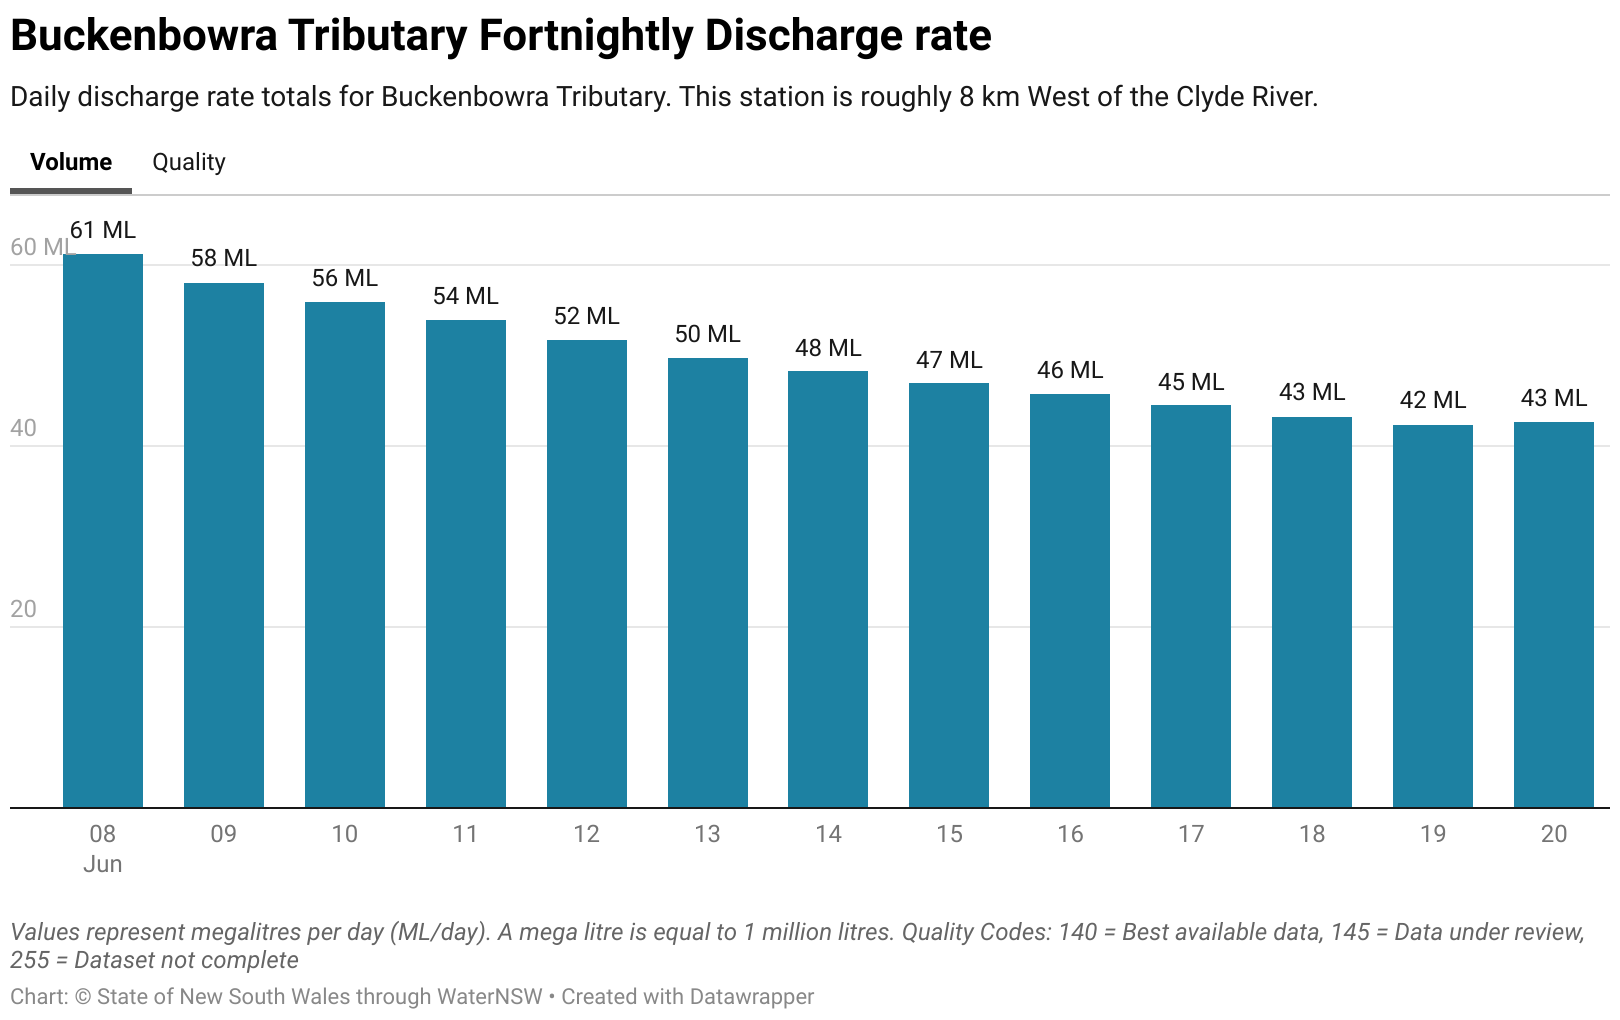 Buckenbowra Tributary Fortnightly Discharge rate
Daily discharge rate totals for Buckenbowra Tributary. This station is roughly 8 km West of the Clyde River.
Volume Quality
61 ML
60 ML
58 ML
56 ML
54 ML
52 ML
50 ML
48 ML
47 ML
46 ML
45 ML
43 ML
42 ML
43 ML
40
20
08 09 10 11 12 13 14 15 16 17 18 19 20
Jun
Values represent megalitres per day (ML/day). A mega litre is equal to 1 million litres. Quality Codes: 140 = Best available data, 145 = Data under review,
255 = Dataset not complete
Chart: © State of New South Wales through WaterNSW • Created with Datawrapper